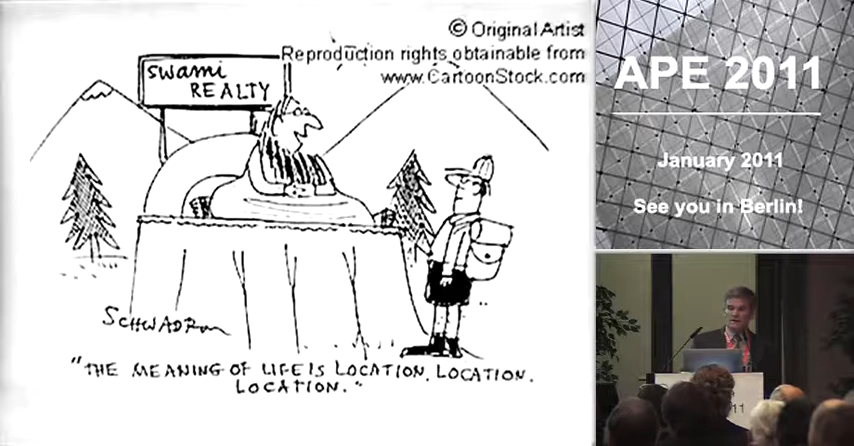 © Original Artist
Reproduction rights obtainable from
www.CartoonStock.com
swami
REALTY
SCHWADRON
"THE MEANING OF LIFE IS LOCATION, LOCATION,
LOCATION."
APE 2011
January 2011
See you in Berlin!
11